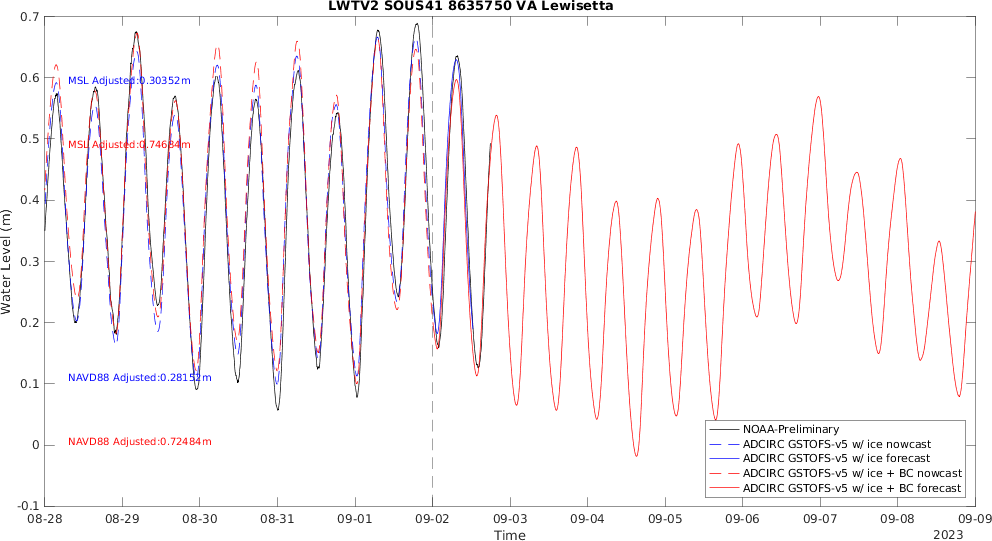 LWTV2 SOUS41 8635750 VA Lewisetta
0.7
0.6
0.5
0.4
0.3
0.2
0.1
0
-0.1
Water Level (m)
MSL Adjusted:0.30352m
MSL Adjusted:0.74684m
NAVD88 Adjusted:0.28152m
NAVD88 Adjusted:0.72484m
NOAA-Preliminary
ADCIRC GSTOFS-v5 w/ ice nowcast
ADCIRC GSTOFS-v5 w/ ice forecast
ADCIRC GSTOFS-v5 w/ ice + BC nowcast
ADCIRC GSTOFS-v5 w/ ice + BC forecast
08-28 08-29 08-30 08-31 09-01 09-02 09-03 09-04 09-05 09-06 09-07 09-08 09-09
Time
2023